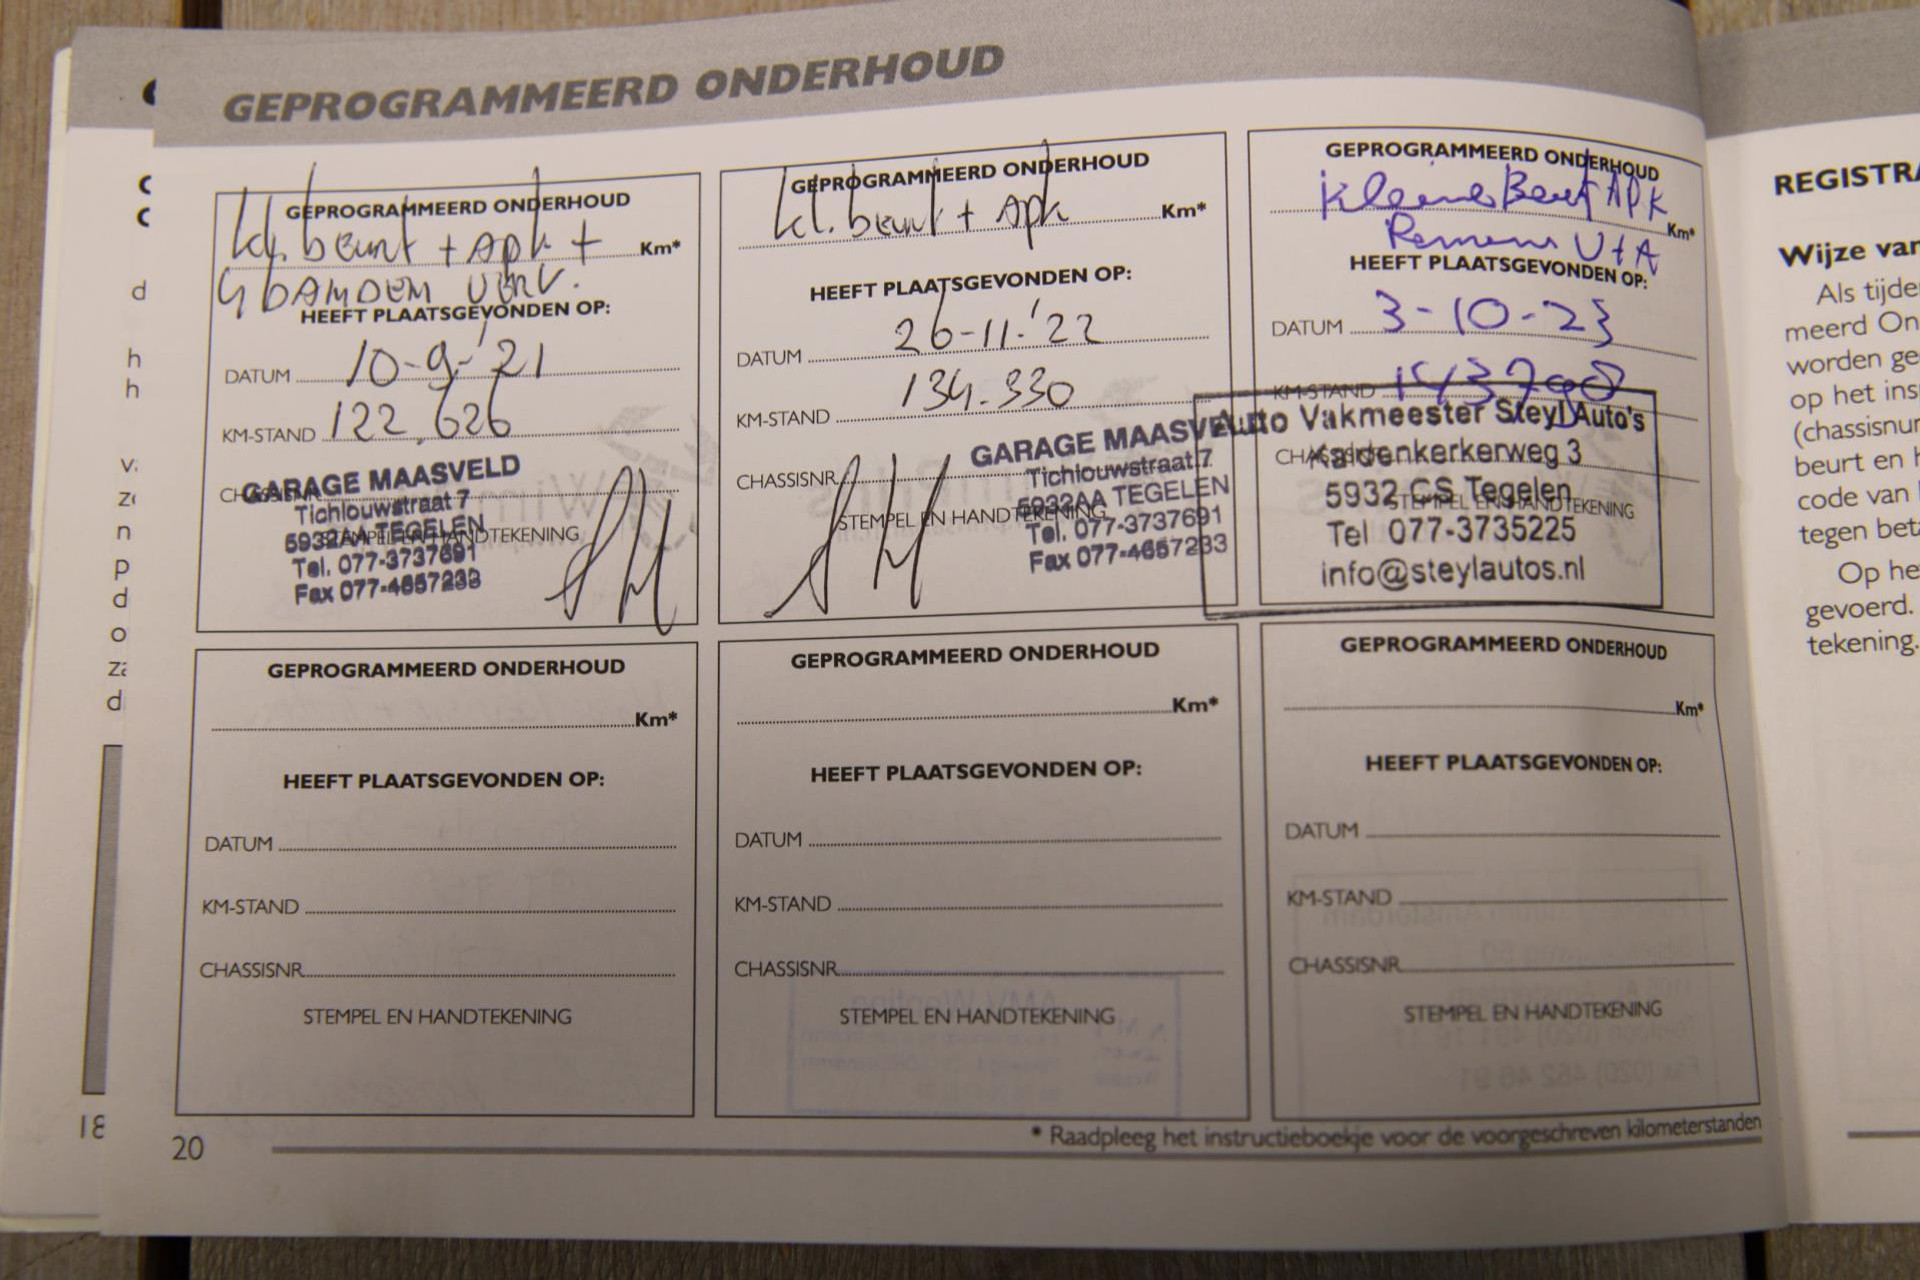 GEPROGRAMMEERD ONDERHOUD
GEPROGRAMMEERD ONDERHOUD
kl. beurt + apk + Km*
4 BANDEN VERV.
HEEFT PLAATSGEVONDEN OP:
DATUM 10-9-'21
KM-STAND 122.626
CHASSISNR
GARAGE MAASVELD
Tichlouwstraat 7
5932AA TEGELEN
STEMPEL EN HANDTEKENING
Tel. 077-3737691
Fax 077-4657233
GEPROGRAMMEERD ONDERHOUD
kl. beurt + apk Km*
HEEFT PLAATSGEVONDEN OP:
DATUM 26-11-'22
KM-STAND 134.330
CHASSISNR
GARAGE MAASVELD
Tichlouwstraat 7
5932AA TEGELEN
STEMPEL EN HANDTEKENING
Tel. 077-3737691
Fax 077-4657233
GEPROGRAMMEERD ONDERHOUD
Kleine Beurt APK
Km*
Remmen V+A
HEEFT PLAATSGEVONDEN OP:
DATUM 3-10-23
KM-STAND
Auto Vakmeester Steyl Auto's
Kaldenkerkerweg 3
5932 CS Tegelen
STEMPEL EN HANDTEKENING
Tel 077-3735225
info@steylautos.nl
GEPROGRAMMEERD ONDERHOUD
Km*
HEEFT PLAATSGEVONDEN OP:
DATUM
KM-STAND
CHASSISNR
STEMPEL EN HANDTEKENING
GEPROGRAMMEERD ONDERHOUD
Km*
HEEFT PLAATSGEVONDEN OP:
DATUM
KM-STAND
CHASSISNR
STEMPEL EN HANDTEKENING
GEPROGRAMMEERD ONDERHOUD
Km*
HEEFT PLAATSGEVONDEN OP:
DATUM
KM-STAND
CHASSISNR
STEMPEL EN HANDTEKENING
* Raadpleeg het instructieboekje voor de voorgeschreven kilometerstanden
20
18
REGISTRA
Wijze van
Als tijde
meerd On
worden ge
op het ins
(chassisnur
beurt en h
code van
tegen beta
Op he
gevoerd.
tekening.